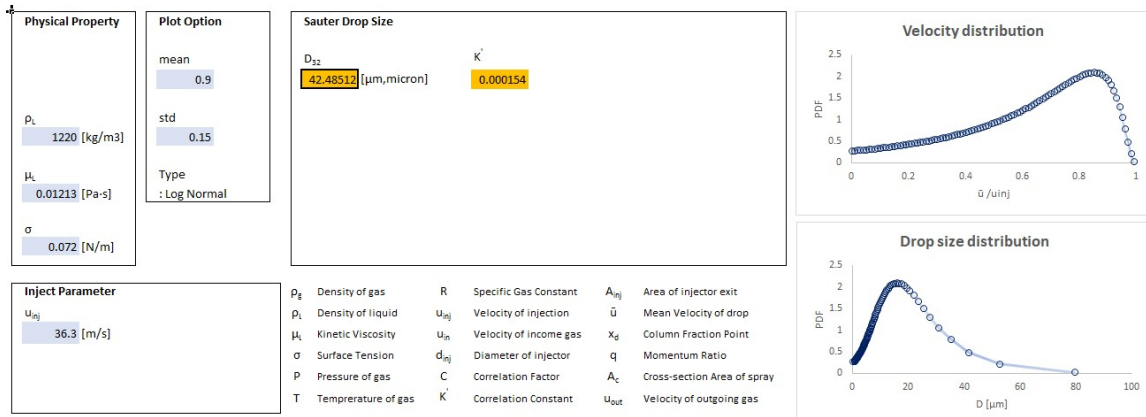 Physical Property
ρL
1220 [kg/m3]
μL
0.01213 [Pa·s]
σ
0.072 [N/m]
Plot Option
mean
0.9
std
0.15
Type
: Log Normal
Sauter Drop Size
D32
42.48512 [μm,micron]
K'
0.000154
Velocity distribution
PDF
2.5
2
1.5
1
0.5
0
0 0.2 0.4 0.6 0.8 1
ū /uinj
Drop size distribution
PDF
2.5
2
1.5
1
0.5
0
0 20 40 60 80 100
D [μm]
Inject Parameter
uinj
36.3 [m/s]
ρg Density of gas R Specific Gas Constant Ainj Area of injector exit
ρL Density of liquid uinj Velocity of injection ū Mean Velocity of drop
μL Kinetic Viscosity uin Velocity of income gas xd Column Fraction Point
σ Surface Tension dinj Diameter of injector q Momentum Ratio
P Pressure of gas C Correlation Factor Ac Cross-section Area of spray
T Temprerature of gas K' Correlation Constant uout Velocity of outgoing gas